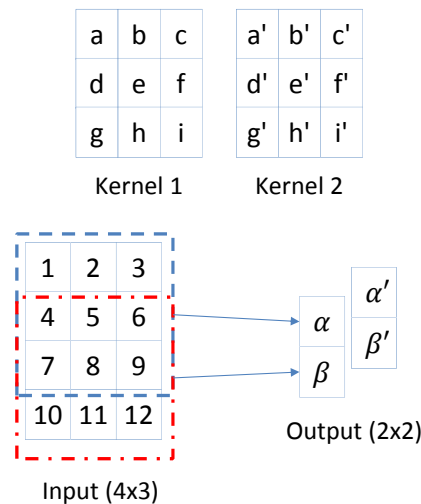 a b c
d e f
g h i
Kernel 1
a' b' c'
d' e' f'
g' h' i'
Kernel 2
1 2 3
4 5 6
7 8 9
10 11 12
Input (4x3)
α
β
α′
β′
Output (2x2)